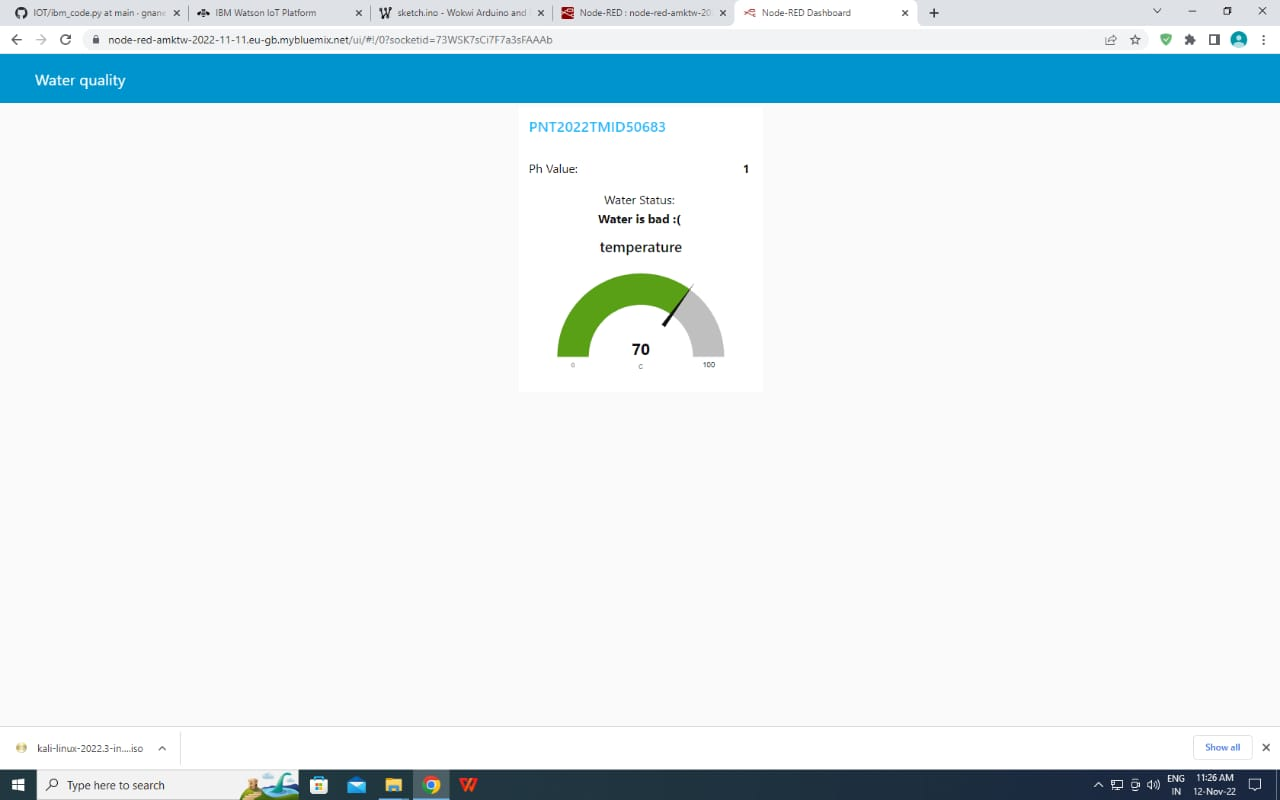 IOT/ibm_code.py at main · gnane
IBM Watson IoT Platform
sketch.ino - Wokwi Arduino and
Node-RED : node-red-amktw-20
Node-RED Dashboard
node-red-amktw-2022-11-11.eu-gb.mybluemix.net/ui/#!/0?socketid=73WSK7sCi7F7a3sFAAAb
Water quality
PNT2022TMID50683
Ph Value: 1
Water Status:
Water is bad :(
temperature
70
0 c 100
kali-linux-2022.3-in....iso
Show all
Type here to search
ENG
IN
11:26 AM
12-Nov-22